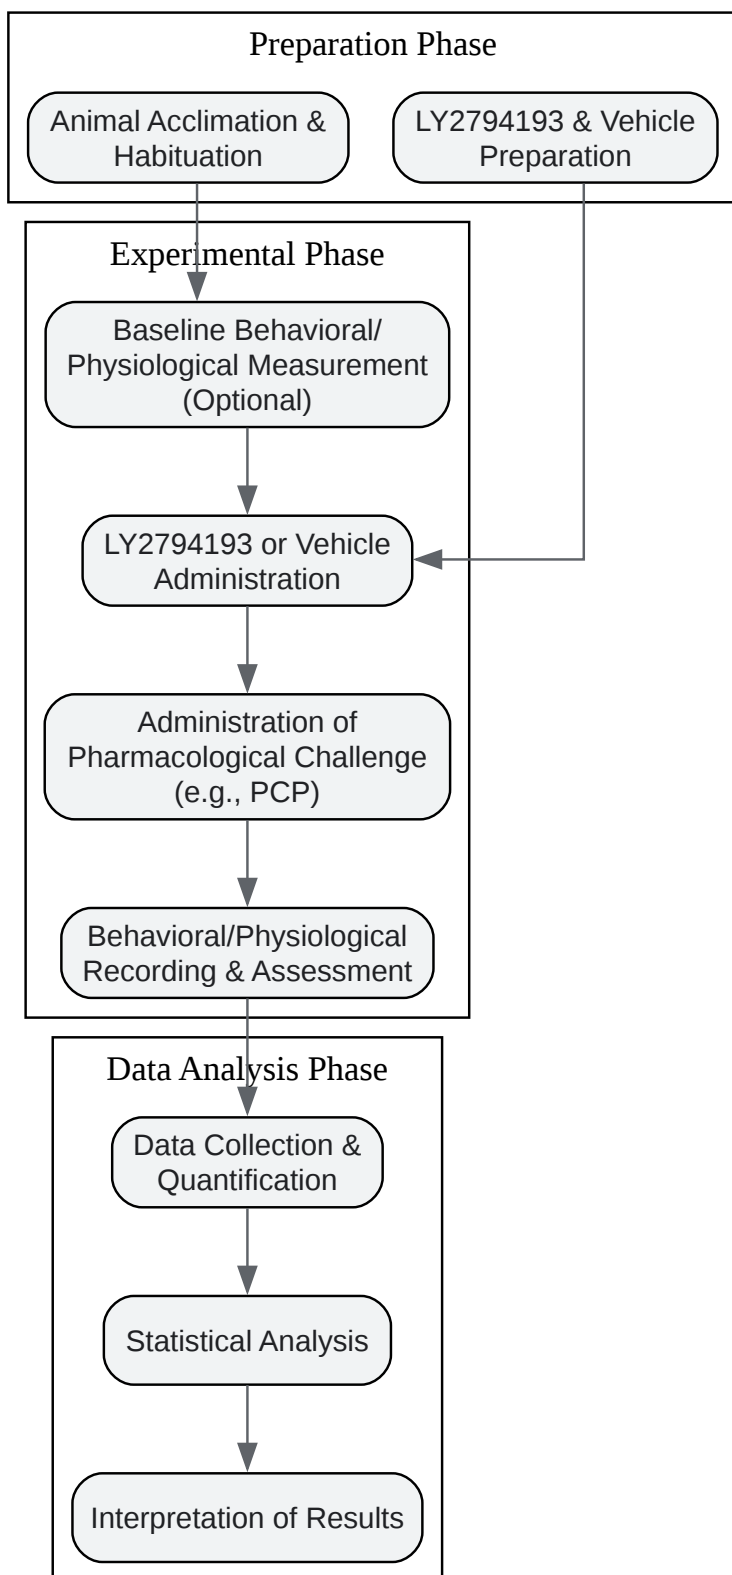 Preparation Phase
Animal Acclimation &
Habituation
LY2794193 & Vehicle
Preparation
Experimental Phase
Baseline Behavioral/
Physiological Measurement
(Optional)
LY2794193 or Vehicle
Administration
Administration of
Pharmacological Challenge
(e.g., PCP)
Behavioral/Physiological
Recording & Assessment
Data Analysis Phase
Data Collection &
Quantification
Statistical Analysis
Interpretation of Results